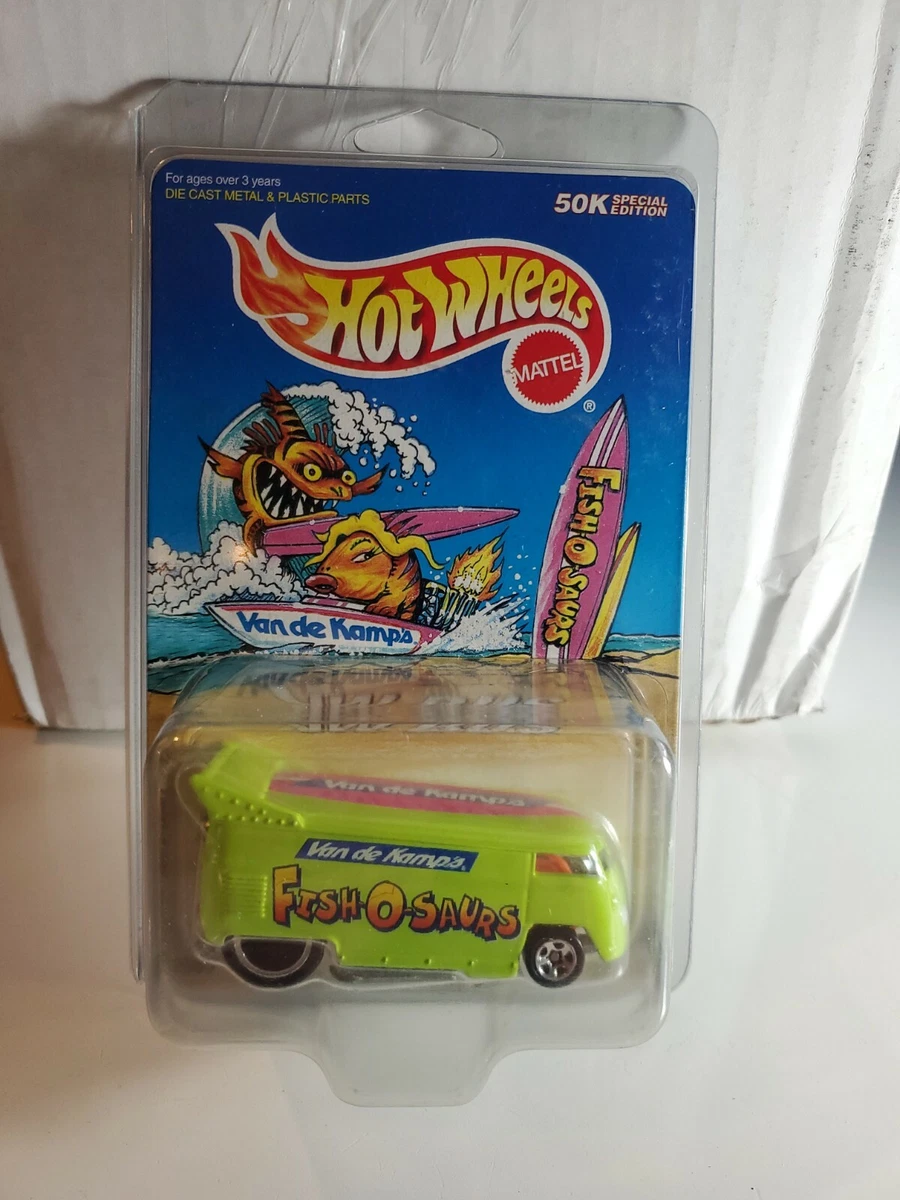 For ages over 3 years
DIE CAST METAL & PLASTIC PARTS
50K SPECIAL EDITION
HOT WHEELS
MATTEL
®
FISH-O-SAURS
Van de Kamp's
Van de Kamp's
Van de Kamp's®
FISH-O-SAURS